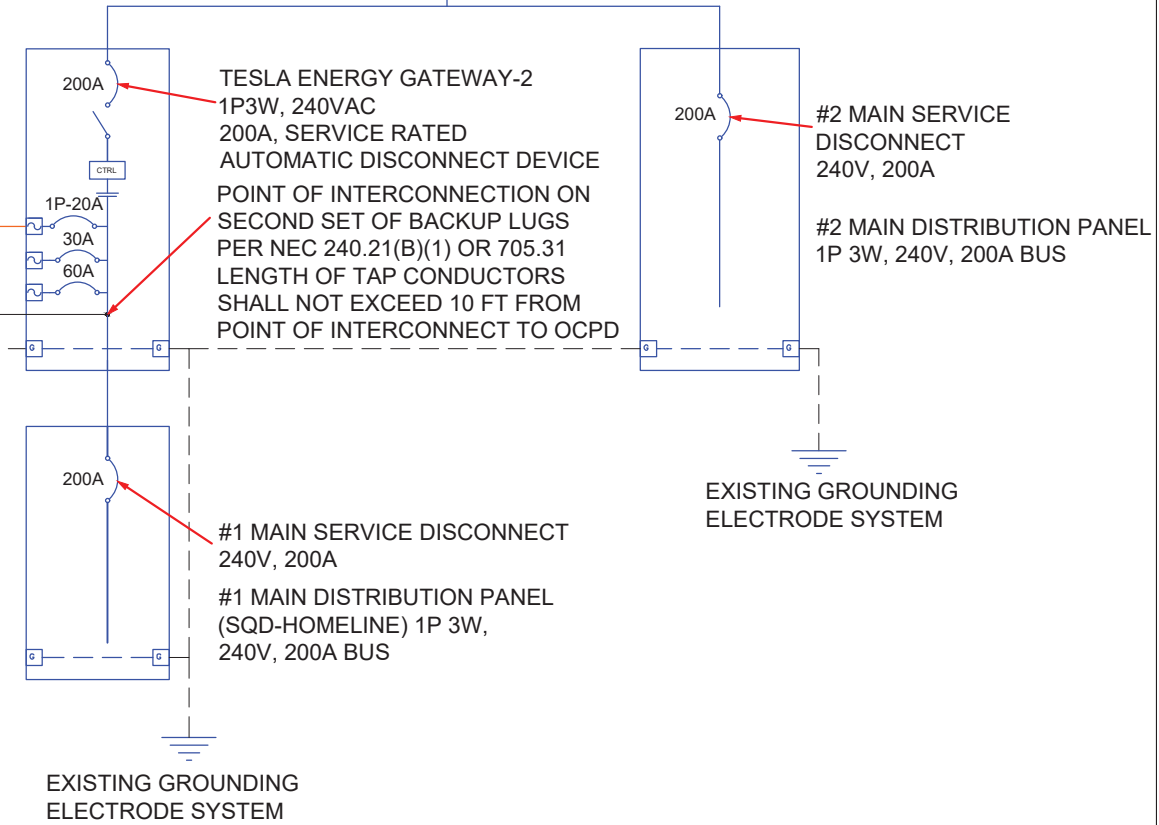 200A
TESLA ENERGY GATEWAY-2
1P3W, 240VAC
200A, SERVICE RATED
AUTOMATIC DISCONNECT DEVICE
CTRL
POINT OF INTERCONNECTION ON
SECOND SET OF BACKUP LUGS
PER NEC 240.21(B)(1) OR 705.31
LENGTH OF TAP CONDUCTORS
SHALL NOT EXCEED 10 FT FROM
POINT OF INTERCONNECT TO OCPD
1P-20A
30A
60A
G
G
200A
#2 MAIN SERVICE
DISCONNECT
240V, 200A
#2 MAIN DISTRIBUTION PANEL
1P 3W, 240V, 200A BUS
G
G
EXISTING GROUNDING
ELECTRODE SYSTEM
200A
#1 MAIN SERVICE DISCONNECT
240V, 200A
#1 MAIN DISTRIBUTION PANEL
(SQD-HOMELINE) 1P 3W,
240V, 200A BUS
G
G
EXISTING GROUNDING
ELECTRODE SYSTEM